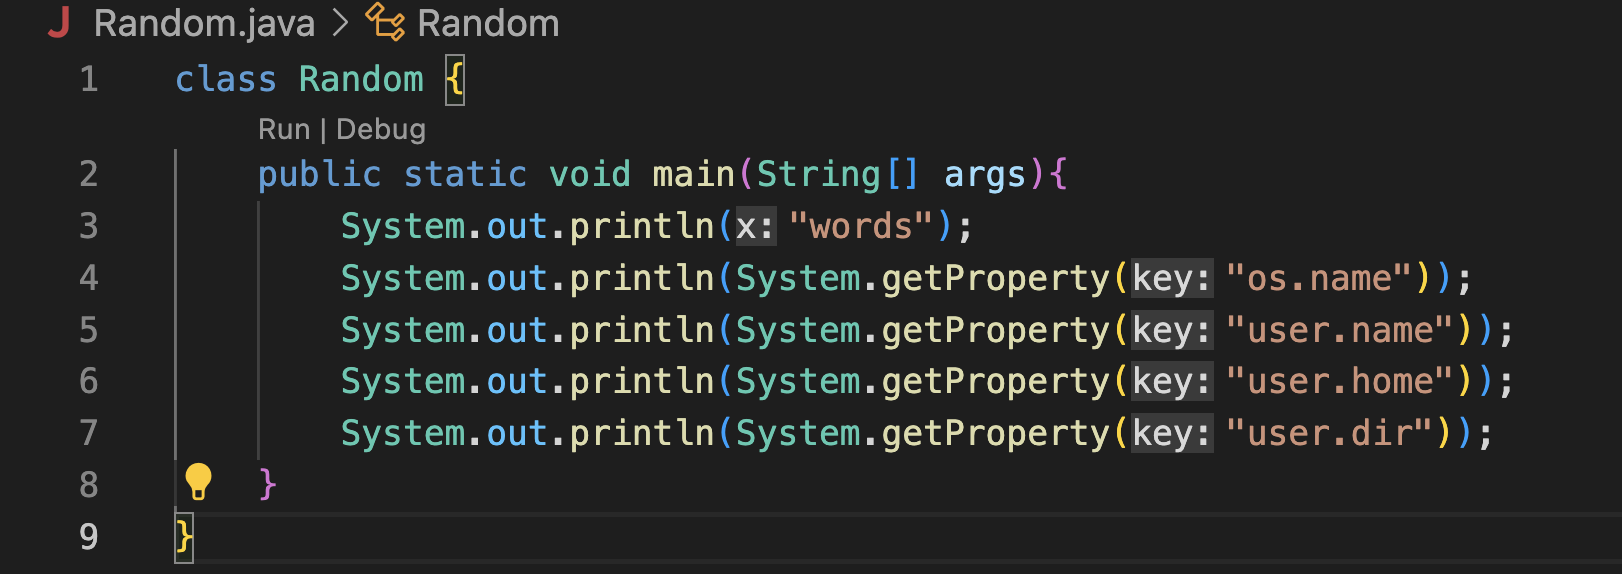 J Random.java > Random
1 class Random {
Run | Debug
2 public static void main(String[] args){
3 System.out.println(x: "words");
4 System.out.println(System.getProperty(key: "os.name"));
5 System.out.println(System.getProperty(key: "user.name"));
6 System.out.println(System.getProperty(key: "user.home"));
7 System.out.println(System.getProperty(key: "user.dir"));
8 }
9 }